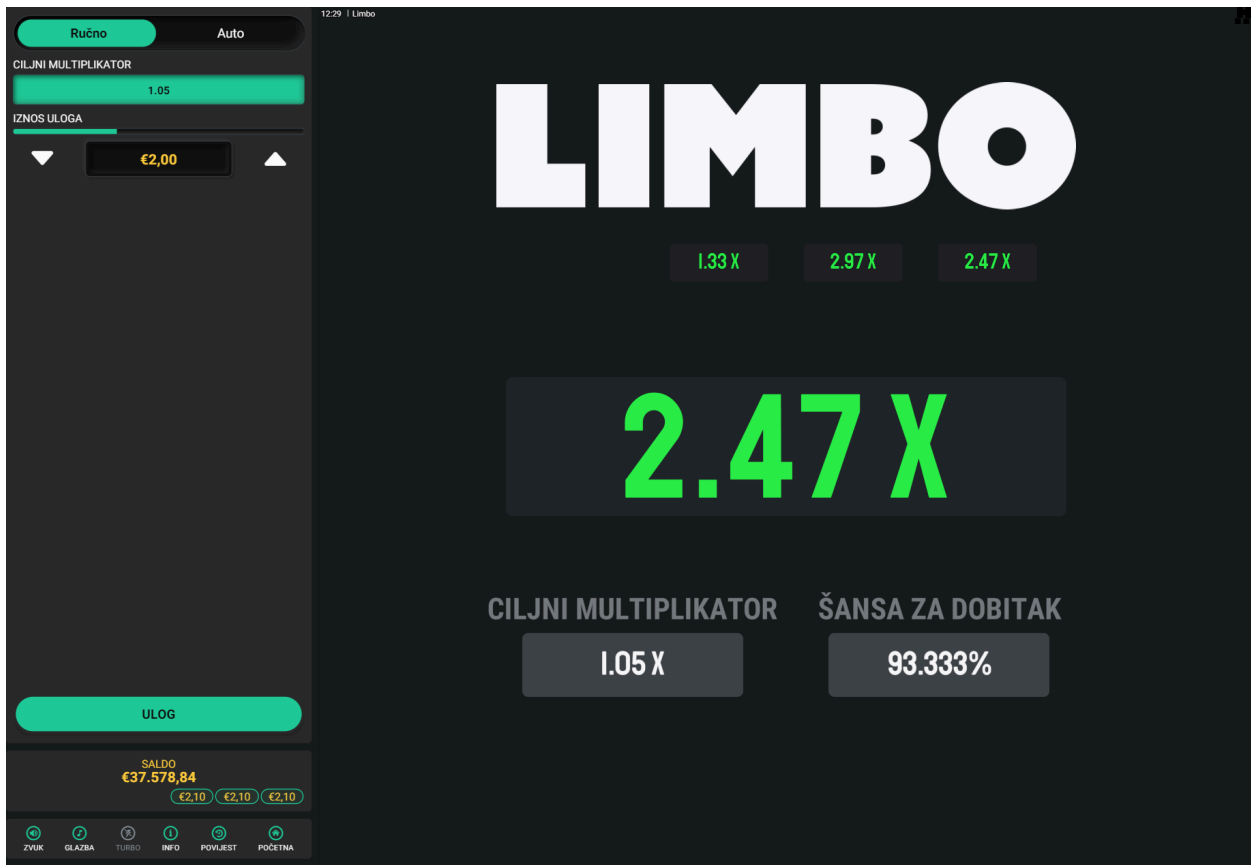 Ručno Auto
CILJNI MULTIPLIKATOR
1.05
IZNOS ULOGA
€2,00
ULOG
SALDO
€37.578,84
€2,10 €2,10 €2,10
ZVUK GLAZBA TURBO INFO POVIJEST POČETNA
12:29 | Limbo
LIMBO
1.33 X 2.97 X 2.47 X
2.47 X
CILJNI MULTIPLIKATOR ŠANSA ZA DOBITAK
1.05 X 93.333%